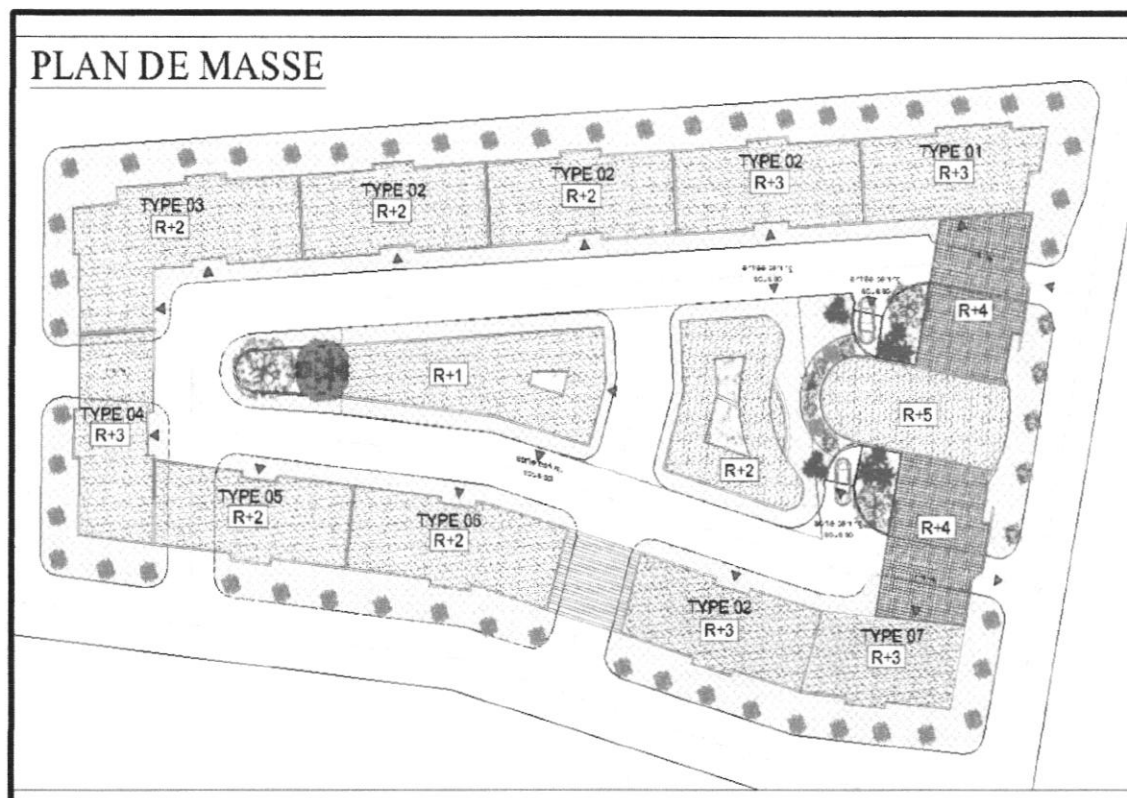 PLAN DE MASSE
TYPE 01
R+3
TYPE 02
R+3
TYPE 02
R+2
TYPE 02
R+2
TYPE 03
R+2
R+4
R+1
R+5
TYPE 04
R+3
R+2
TYPE 05
R+2
TYPE 06
R+2
R+4
TYPE 02
R+3
TYPE 07
R+3